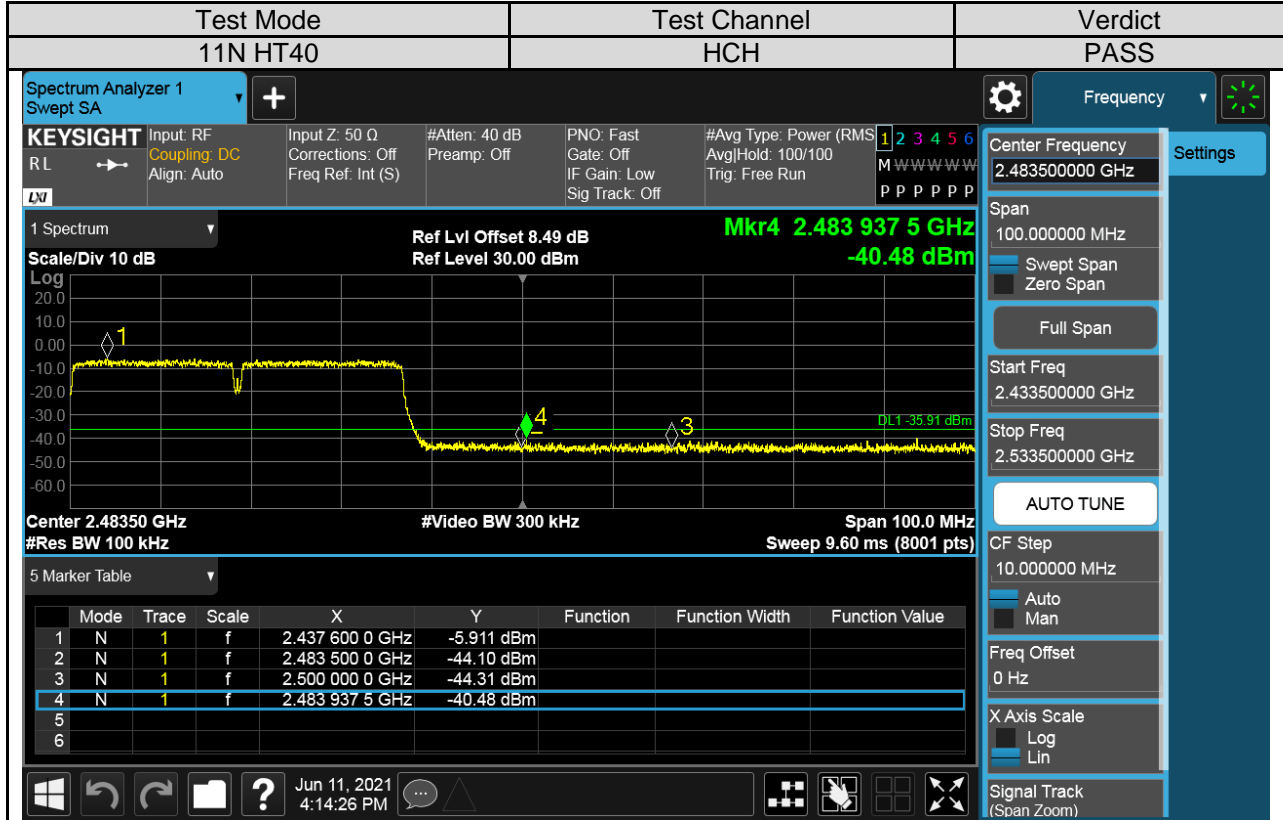 Test Mode Test Channel Verdict
11N HT40 HCH PASS
Spectrum Analyzer 1
Swept SA
Frequency
KEYSIGHT Input: RF Input Z: 50 Ω #Atten: 40 dB PNO: Fast #Avg Type: Power (RMS 1 2 3 4 5 6
RL Coupling: DC Corrections: Off Preamp: Off Gate: Off Avg|Hold: 100/100 M W W W W W
Align: Auto Freq Ref: Int (S) IF Gain: Low Trig: Free Run
LXI Sig Track: Off P P P P P P
1 Spectrum Ref Lvl Offset 8.49 dB Mkr4 2.483 937 5 GHz
Scale/Div 10 dB Ref Level 30.00 dBm -40.48 dBm
Log
20.0
10.0
0.00 1
-10.0
-20.0
-30.0 4 3 DL1 -35.91 dBm
-40.0
-50.0
-60.0
Center 2.48350 GHz #Video BW 300 kHz Span 100.0 MHz
#Res BW 100 kHz Sweep 9.60 ms (8001 pts)
5 Marker Table
Mode Trace Scale X Y Function Function Width Function Value
1 N 1 f 2.437 600 0 GHz -5.911 dBm
2 N 1 f 2.483 500 0 GHz -44.10 dBm
3 N 1 f 2.500 000 0 GHz -44.31 dBm
4 N 1 f 2.483 937 5 GHz -40.48 dBm
5
6
Jun 11, 2021
4:14:26 PM
?
Center Frequency
2.483500000 GHz
Settings
Span
100.000000 MHz
Swept Span
Zero Span
Full Span
Start Freq
2.433500000 GHz
Stop Freq
2.533500000 GHz
AUTO TUNE
CF Step
10.000000 MHz
Auto
Man
Freq Offset
0 Hz
X Axis Scale
Log
Lin
Signal Track
(Span Zoom)